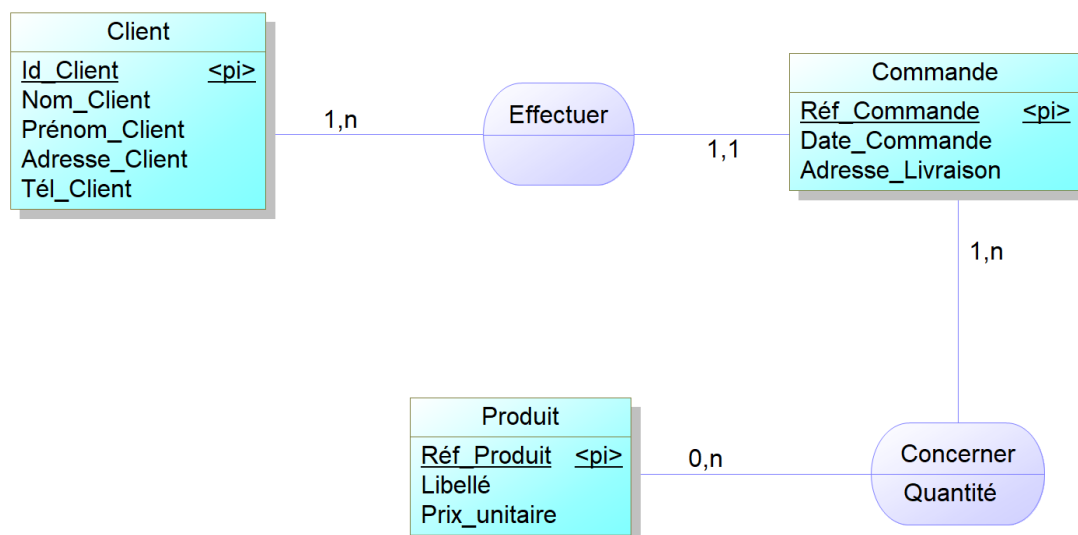 Client
Id_Client <pi>
Nom_Client
Prénom_Client
Adresse_Client
Tél_Client
1,n
Effectuer
1,1
Commande
Réf_Commande <pi>
Date_Commande
Adresse_Livraison
1,n
Produit
Réf_Produit <pi>
Libellé
Prix_unitaire
0,n
Concerner
Quantité